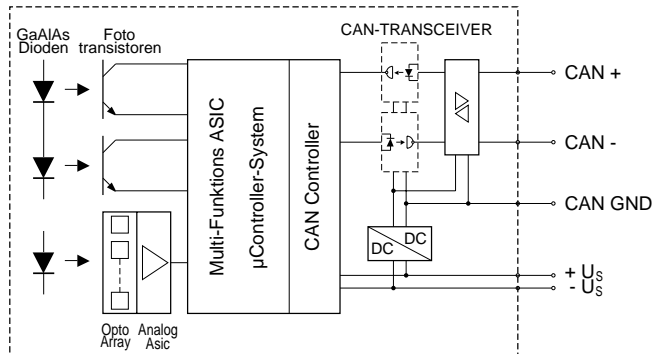 GaAlAs
Dioden
Foto
transistoren
CAN-TRANSCEIVER
Multi-Funktions ASIC
µController-System
CAN Controller
CAN +
CAN -
CAN GND
DC
DC
+ US
- US
Opto
Array
Analog
Asic